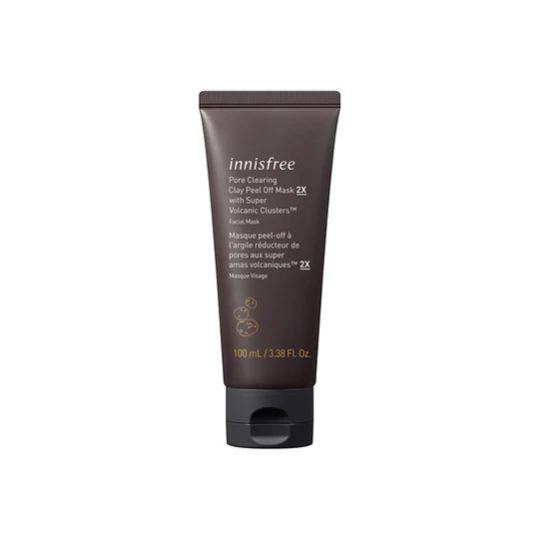 innisfree
Pore Clearing
Clay Peel Off Mask 2X
with Super
Volcanic Clusters™
Facial Mask
Masque peel-off à
l'argile réducteur de
pores aux super
amas volcaniques™ 2X
Masque Visage
100 mL / 3.38 Fl. Oz.